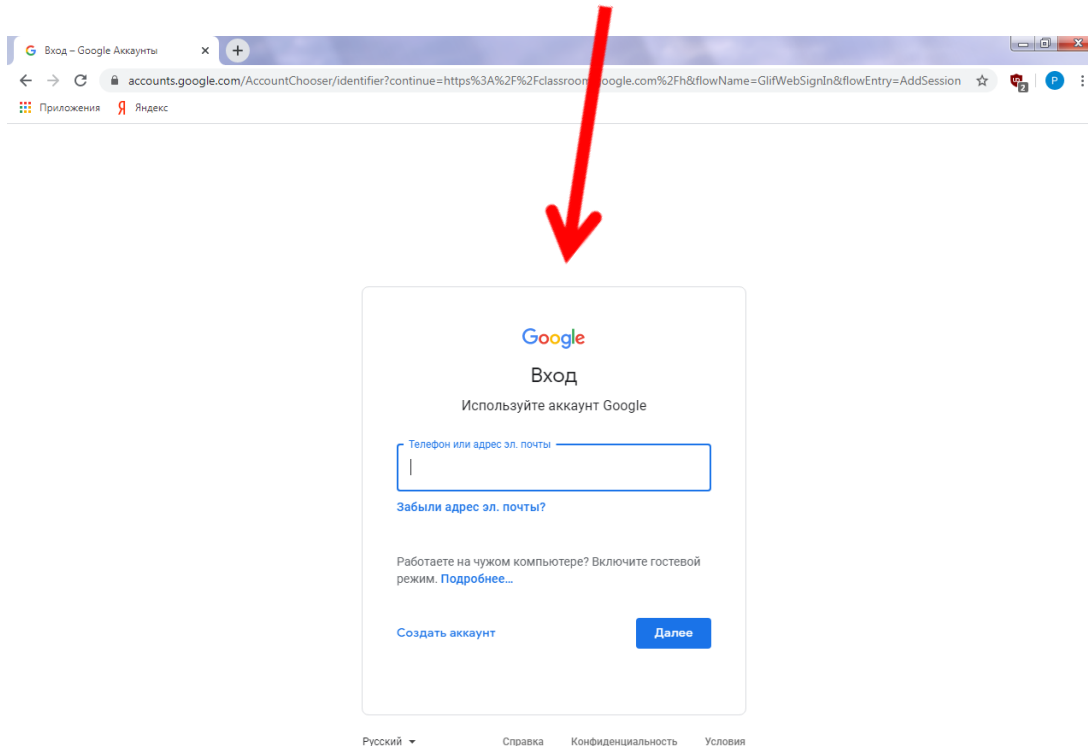 Вход – Google Аккаунты
accounts.google.com/AccountChooser/identifier?continue=https%3A%2F%2Fclassroom.google.com%2Fh&flowName=GlifWebSignIn&flowEntry=AddSession
2
P
Приложения Я Яндекс
Google
Вход
Используйте аккаунт Google
Телефон или адрес эл. почты
Забыли адрес эл. почты?
Работаете на чужом компьютере? Включите гостевой
режим. Подробнее...
Создать аккаунт Далее
Русский Справка Конфиденциальность Условия